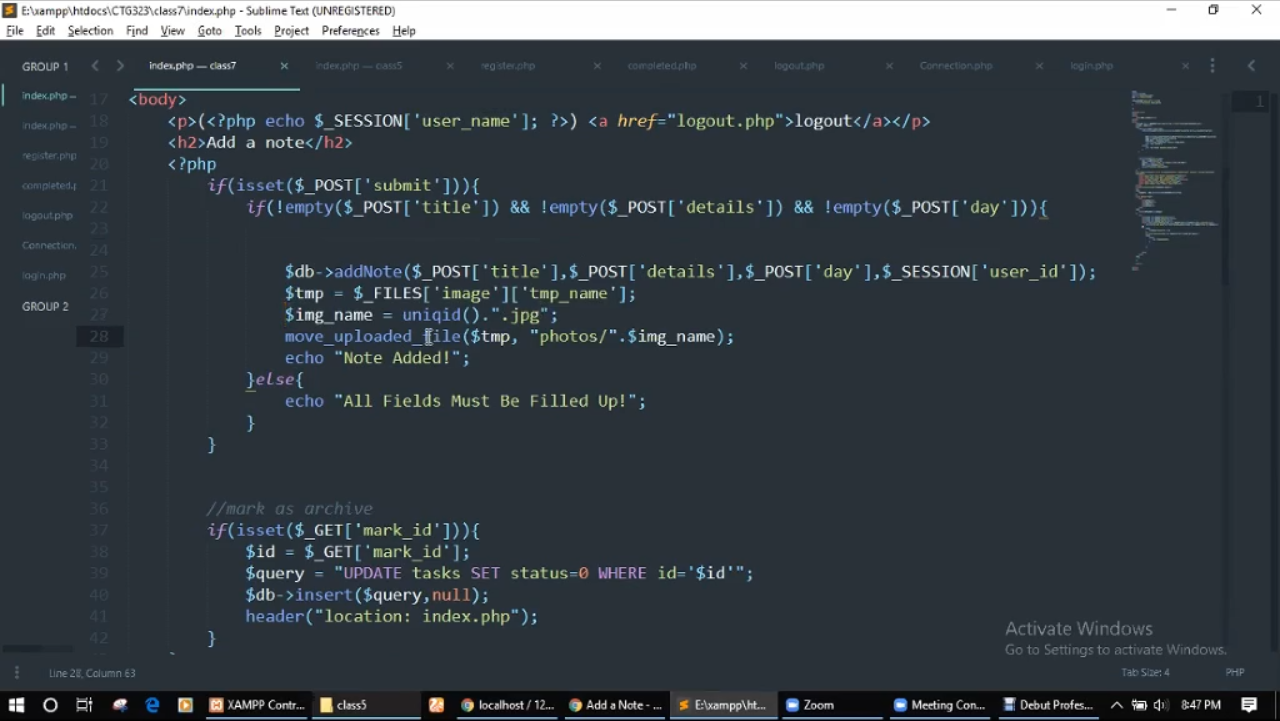 E:\xampp\htdocs\CTG323\class7\index.php - Sublime Text (UNREGISTERED)
File Edit Selection Find View Goto Tools Project Preferences Help
GROUP 1
index.php — class7
index.php — class5
register.php
completed.php
logout.php
Connection.php
login.php
index.php —
index.php —
register.php
completed.p
logout.php
Connection.
login.php
GROUP 2
1
17 <body>
18 <p>(<?php echo $_SESSION['user_name']; ?>) <a href="logout.php">logout</a></p>
19 <h2>Add a note</h2>
20 <?php
21 if(isset($_POST['submit'])){
22 if(!empty($_POST['title']) && !empty($_POST['details']) && !empty($_POST['day'])){
23
24
25 $db->addNote($_POST['title'],$_POST['details'],$_POST['day'],$_SESSION['user_id']);
26 $tmp = $_FILES['image']['tmp_name'];
27 $img_name = uniqid().".jpg";
28 move_uploaded_file($tmp, "photos/".$img_name);
29 echo "Note Added!";
30 }else{
31 echo "All Fields Must Be Filled Up!";
32 }
33 }
34
35
36 //mark as archive
37 if(isset($_GET['mark_id'])){
38 $id = $_GET['mark_id'];
39 $query = "UPDATE tasks SET status=0 WHERE id='$id'";
40 $db->insert($query,null);
41 header("location: index.php");
42 }
Activate Windows
Go to Settings to activate Windows.
Line 28, Column 63
Tab Size: 4
PHP
XAMPP Contr...
class5
localhost / 12...
Add a Note - ...
E:\xampp\ht...
Zoom
Meeting Con...
Debut Profes...
8:47 PM